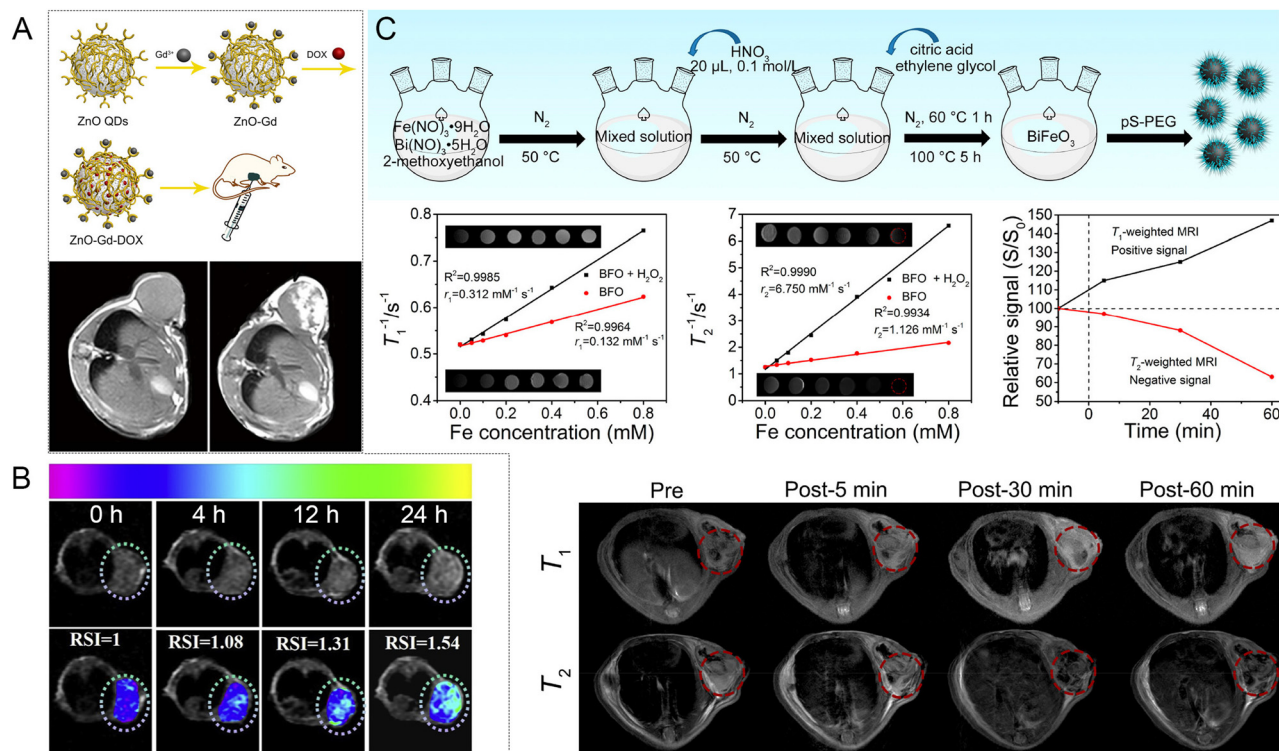 A
Gd³⁺
DOX
ZnO QDs
ZnO-Gd
ZnO-Gd-DOX
B
0 h
4 h
12 h
24 h
RSI=1
RSI=1.08
RSI=1.31
RSI=1.54
C
HNO₃
20 µL, 0.1 mol/L
citric acid
ethylene glycol
Fe(NO)₃•9H₂O
Bi(NO)₃•5H₂O
2-methoxyethanol
N₂
50 °C
Mixed solution
N₂
50 °C
Mixed solution
N₂, 60 °C 1 h
100 °C 5 h
BiFeO₃
pS-PEG
T₁⁻¹/s⁻¹
0.8
0.7
0.6
0.5
0.4
R²=0.9985
r₁=0.312 mM⁻¹ s⁻¹
BFO + H₂O₂
BFO
R²=0.9964
r₁=0.132 mM⁻¹ s⁻¹
0.0 0.2 0.4 0.6 0.8
Fe concentration (mM)
T₂⁻¹/s⁻¹
7
6
5
4
3
2
1
0
R²=0.9990
r₂=6.750 mM⁻¹ s⁻¹
BFO + H₂O₂
BFO
R²=0.9934
r₂=1.126 mM⁻¹ s⁻¹
0.0 0.2 0.4 0.6 0.8
Fe concentration (mM)
Relative signal (S/S₀)
150
140
130
120
110
100
90
80
70
60
50
T₁-weighted MRI
Positive signal
T₂-weighted MRI
Negative signal
0 20 40 60
Time (min)
Pre
Post-5 min
Post-30 min
Post-60 min
T₁
T₂